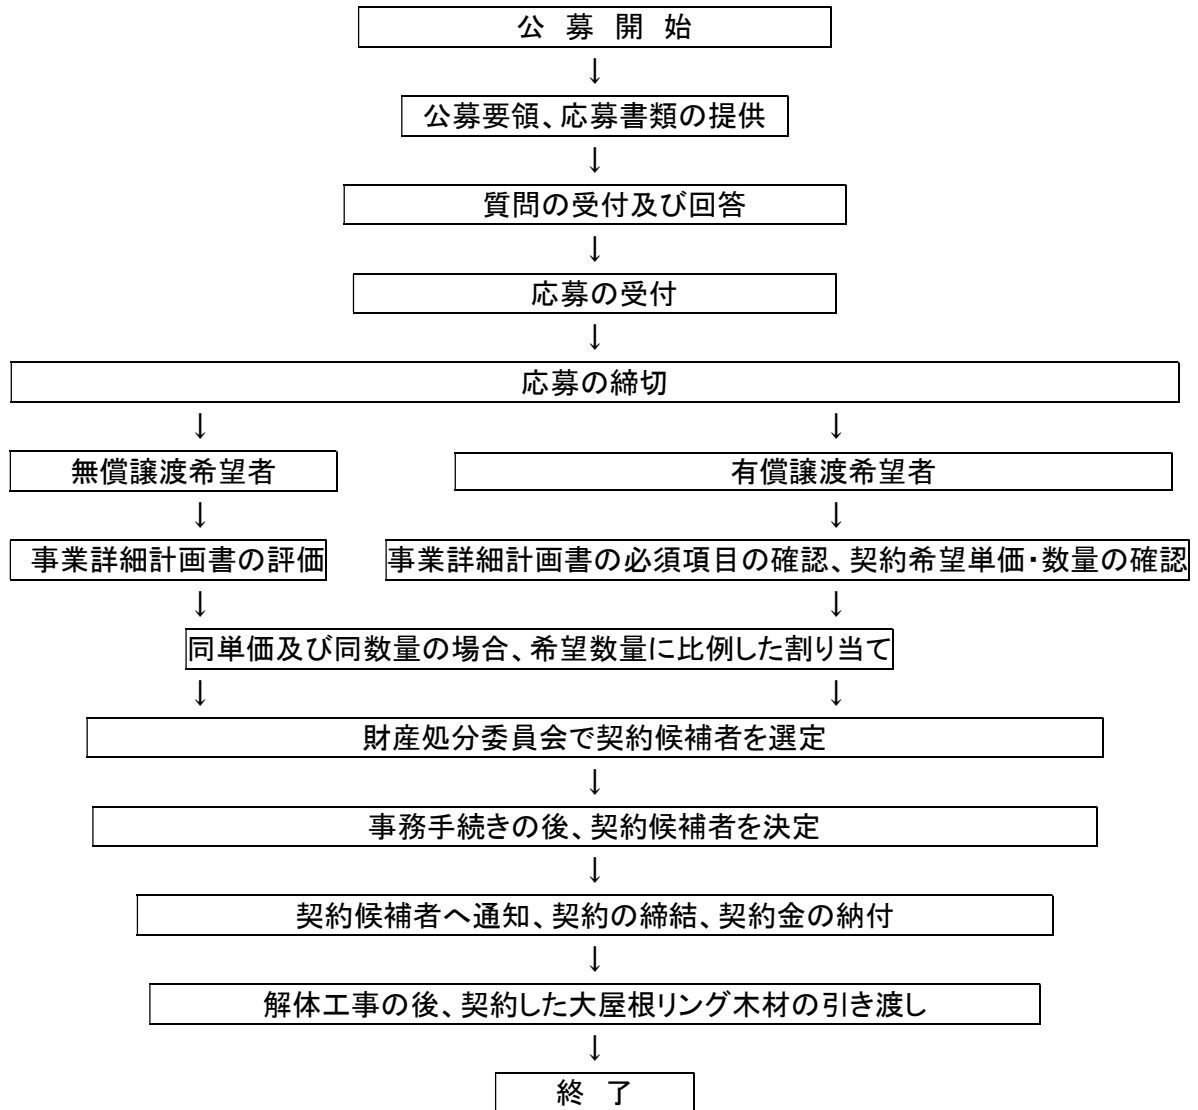 公 募 開 始
↓
公募要領、応募書類の提供
↓
質問の受付及び回答
↓
応募の受付
↓
応募の締切
↓ ↓
無償譲渡希望者 有償譲渡希望者
↓ ↓
事業詳細計画書の評価 事業詳細計画書の必須項目の確認、契約希望単価・数量の確認
↓ ↓
同単価及び同数量の場合、希望数量に比例した割り当て
↓ ↓
財産処分委員会で契約候補者を選定
↓
事務手続きの後、契約候補者を決定
↓
契約候補者へ通知、契約の締結、契約金の納付
↓
解体工事の後、契約した大屋根リング木材の引き渡し
↓
終 了